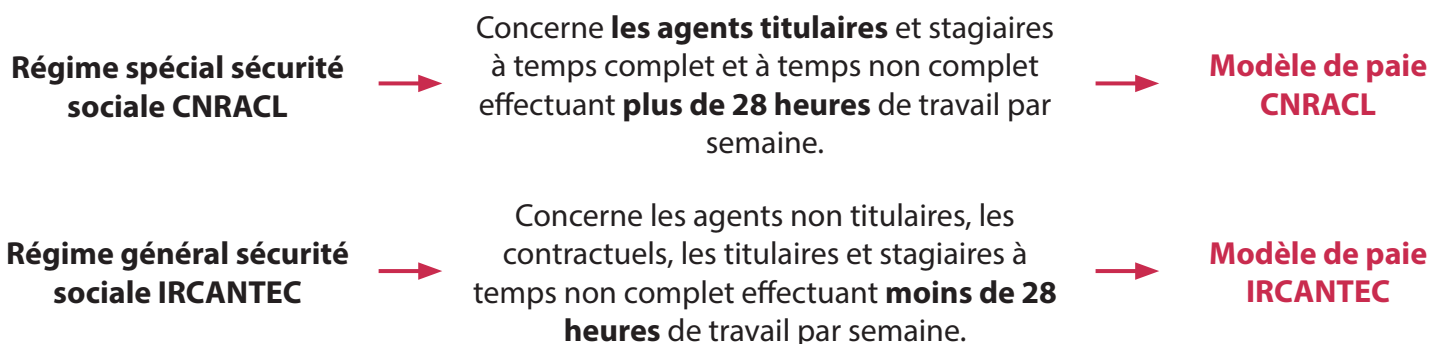 Régime spécial sécurité
sociale CNRACL
Concerne les agents titulaires et stagiaires
à temps complet et à temps non complet
effectuant plus de 28 heures de travail par
semaine.
Modèle de paie
CNRACL
Régime général sécurité
sociale IRCANTEC
Concerne les agents non titulaires, les
contractuels, les titulaires et stagiaires à
temps non complet effectuant moins de 28
heures de travail par semaine.
Modèle de paie
IRCANTEC